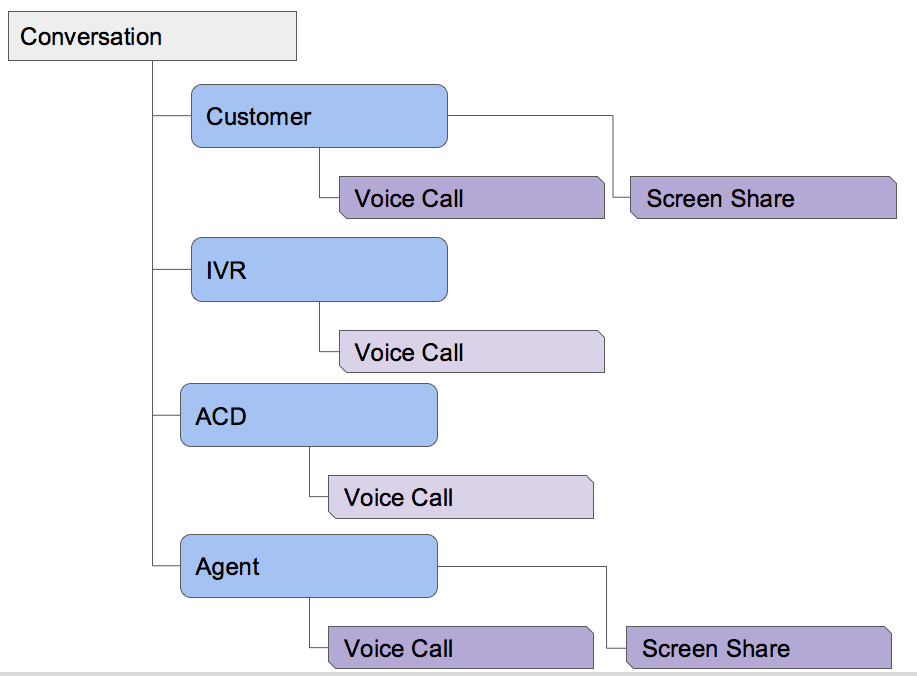 Conversation
Customer
Voice Call
Screen Share
IVR
Voice Call
ACD
Voice Call
Agent
Voice Call
Screen Share